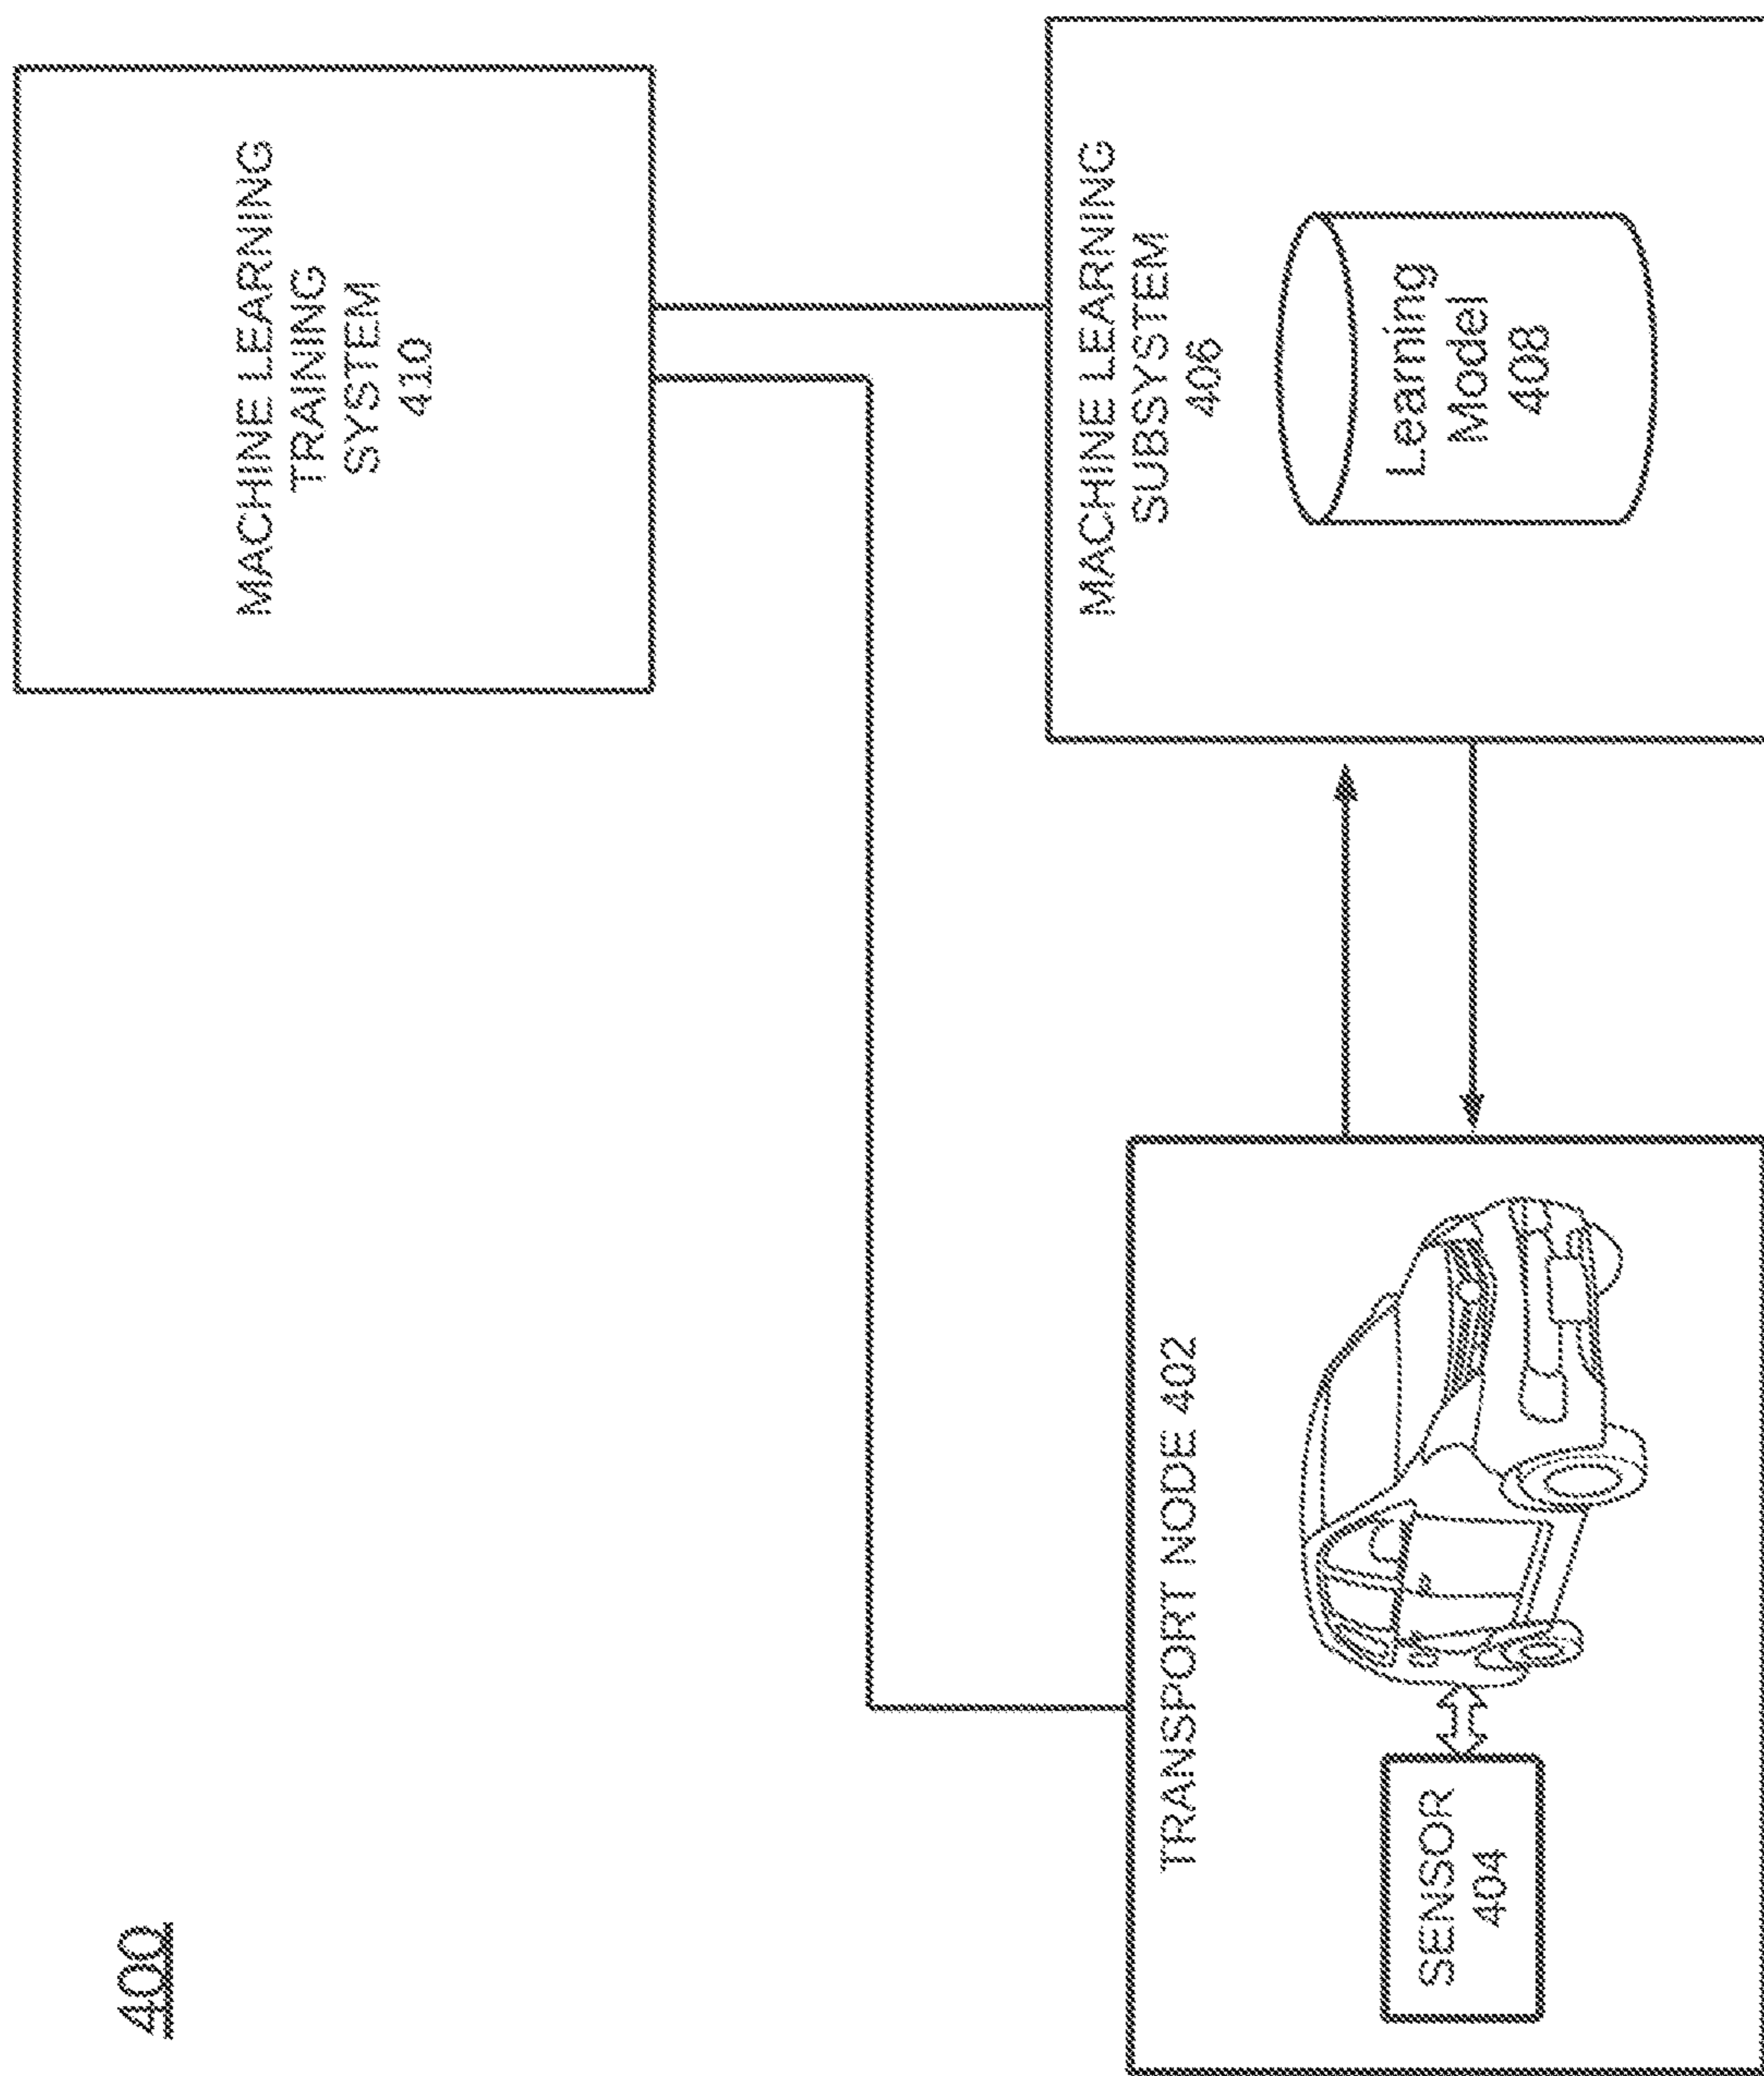 400
MACHINE LEARNING
TRAINING
SYSTEM
410
TRANSPORT NODE 402
SENSOR
404
MACHINE LEARNING
SUBSYSTEM
406
Learning
Model
408